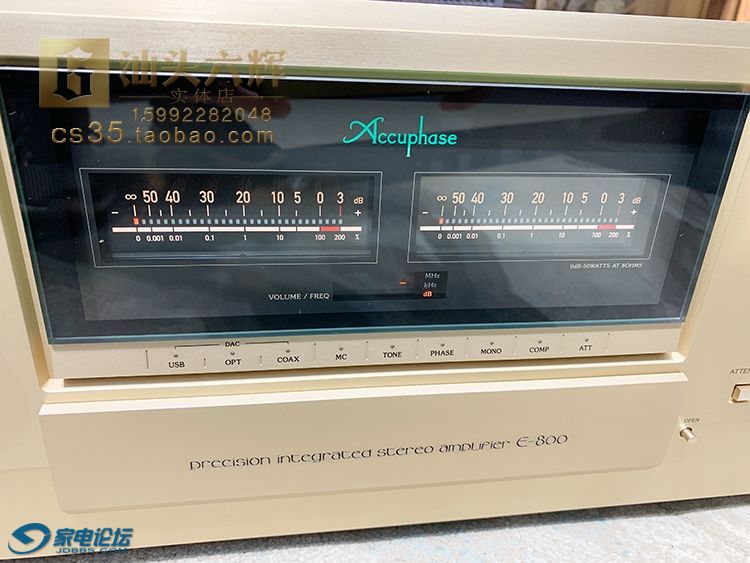 汕头六辉
实体店
15992282048
cs35.taobao.com
Accuphase
∞ 50 40 30 20 10 5 0 3 dB
- +
0 0.001 0.01 0.1 1 10 100 200 %
∞ 50 40 30 20 10 5 0 3 dB
- +
0 0.001 0.01 0.1 1 10 100 200 %
0dB-50WATTS AT 8OHMS
MHz
kHz
VOLUME / FREQ dB
DAC
USB OPT COAX MC TONE PHASE MONO COMP ATT
ATTEN
OPEN
precision integrated stereo amplifier E-800
家电论坛
JDBBS.COM